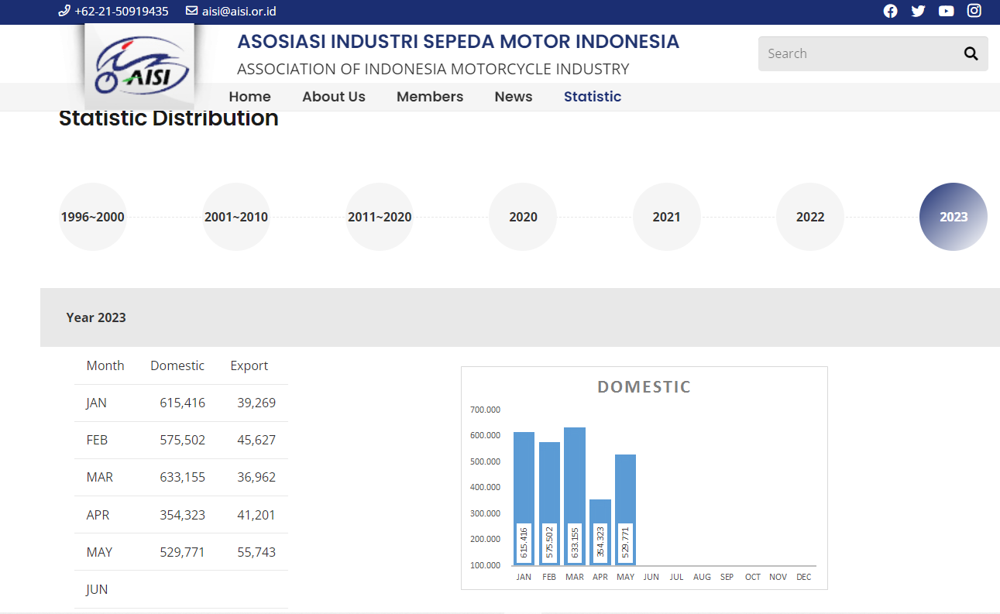 +62-21-50919435 aisi@aisi.or.id
AISI
ASOSIASI INDUSTRI SEPEDA MOTOR INDONESIA
ASSOCIATION OF INDONESIA MOTORCYCLE INDUSTRY
Search
Home About Us Members News Statistic
Statistic Distribution
1996~2000 2001~2010 2011~2020 2020 2021 2022 2023
Year 2023
Month Domestic Export
JAN 615,416 39,269
FEB 575,502 45,627
MAR 633,155 36,962
APR 354,323 41,201
MAY 529,771 55,743
JUN
DOMESTIC
700.000
600.000
500.000
400.000
300.000
200.000
100.000
615.416 575.502 633.155 354.323 529.771
JAN FEB MAR APR MAY JUN JUL AUG SEP OCT NOV DEC